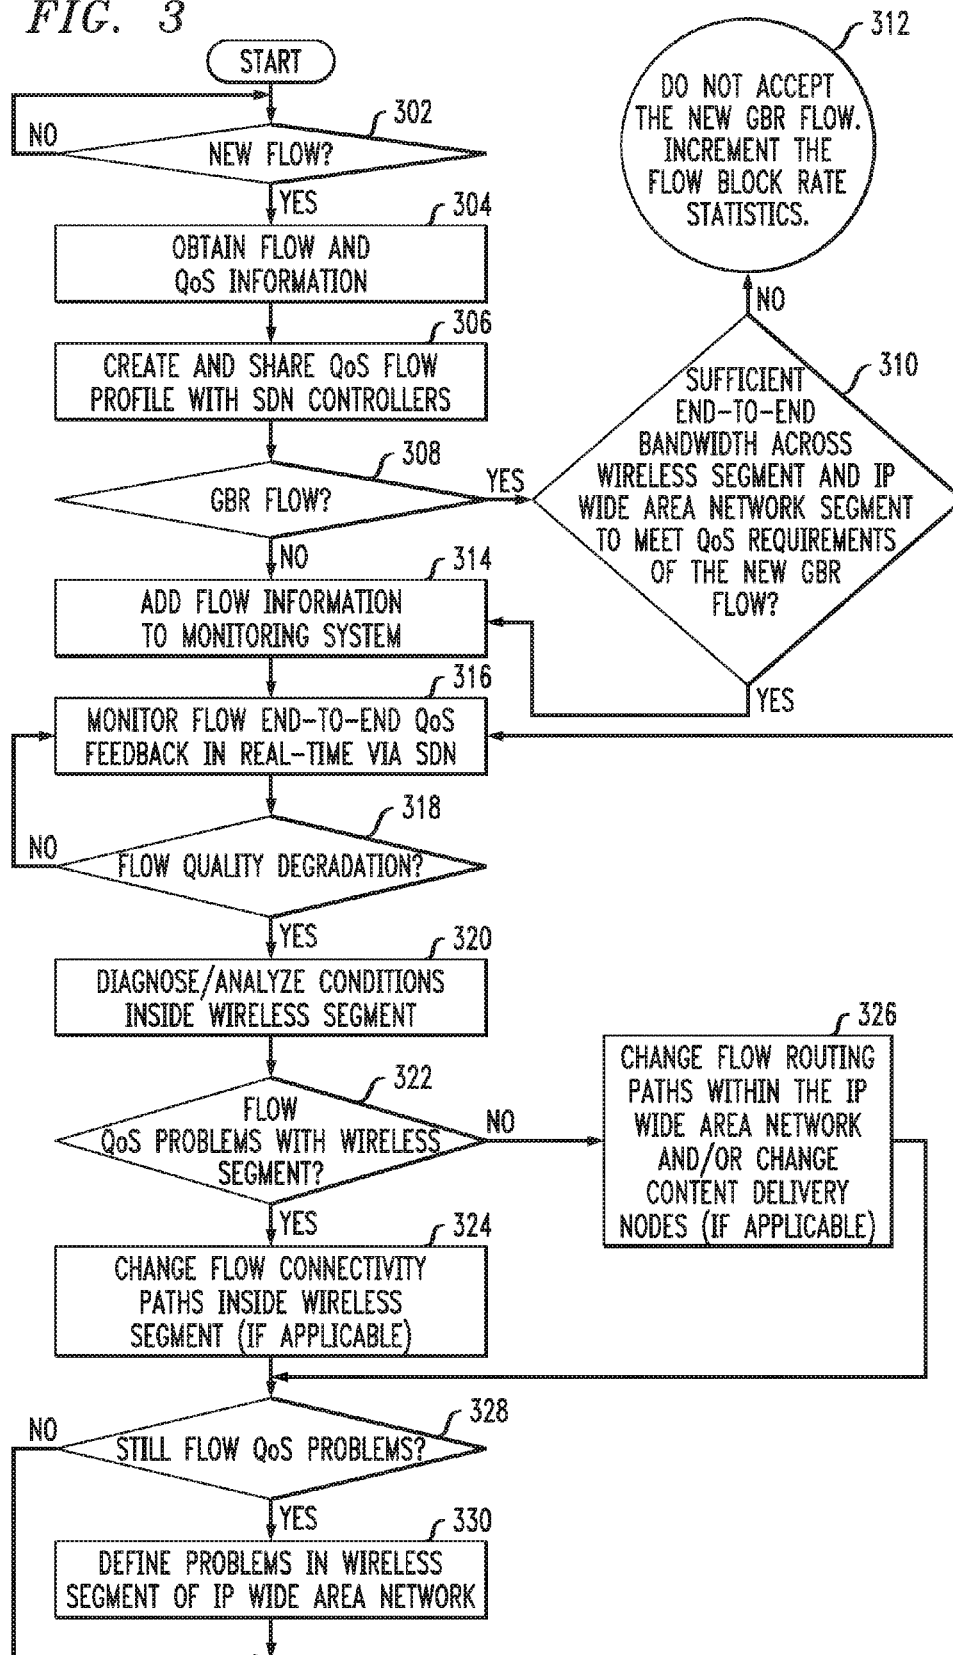 FIG. 3
START
302
NO
NEW FLOW?
YES
304
OBTAIN FLOW AND
QoS INFORMATION
306
CREATE AND SHARE QoS FLOW
PROFILE WITH SDN CONTROLLERS
308
GBR FLOW?
YES
NO
312
DO NOT ACCEPT
THE NEW GBR FLOW.
INCREMENT THE
FLOW BLOCK RATE
STATISTICS.
NO
310
SUFFICIENT
END-TO-END
BANDWIDTH ACROSS
WIRELESS SEGMENT AND IP
WIDE AREA NETWORK SEGMENT
TO MEET QoS REQUIREMENTS
OF THE NEW GBR
FLOW?
YES
314
ADD FLOW INFORMATION
TO MONITORING SYSTEM
316
MONITOR FLOW END-TO-END QoS
FEEDBACK IN REAL-TIME VIA SDN
318
NO
FLOW QUALITY DEGRADATION?
YES
320
DIAGNOSE/ANALYZE CONDITIONS
INSIDE WIRELESS SEGMENT
322
FLOW
QoS PROBLEMS WITH WIRELESS
SEGMENT?
NO
YES
326
CHANGE FLOW ROUTING
PATHS WITHIN THE IP
WIDE AREA NETWORK
AND/OR CHANGE
CONTENT DELIVERY
NODES (IF APPLICABLE)
324
CHANGE FLOW CONNECTIVITY
PATHS INSIDE WIRELESS
SEGMENT (IF APPLICABLE)
328
NO
STILL FLOW QoS PROBLEMS?
YES
330
DEFINE PROBLEMS IN WIRELESS
SEGMENT OF IP WIDE AREA NETWORK